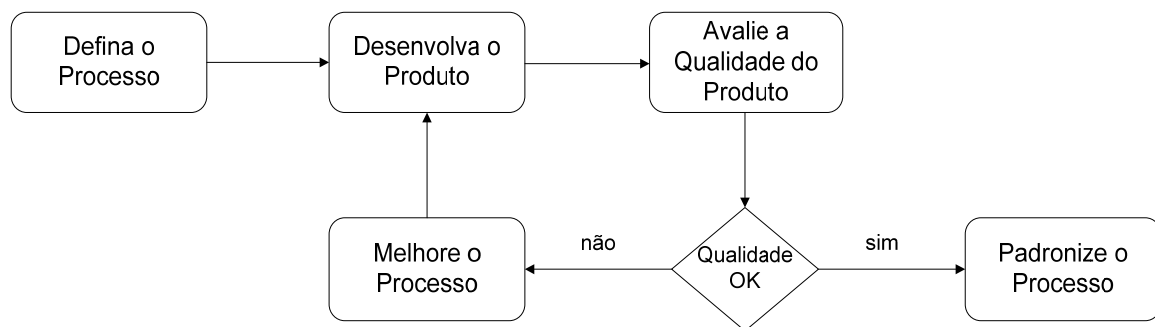 Defina o
Processo
Desenvolva o
Produto
Avalie a
Qualidade do
Produto
Melhore o
Processo
não
Qualidade
OK
sim
Padronize o
Processo